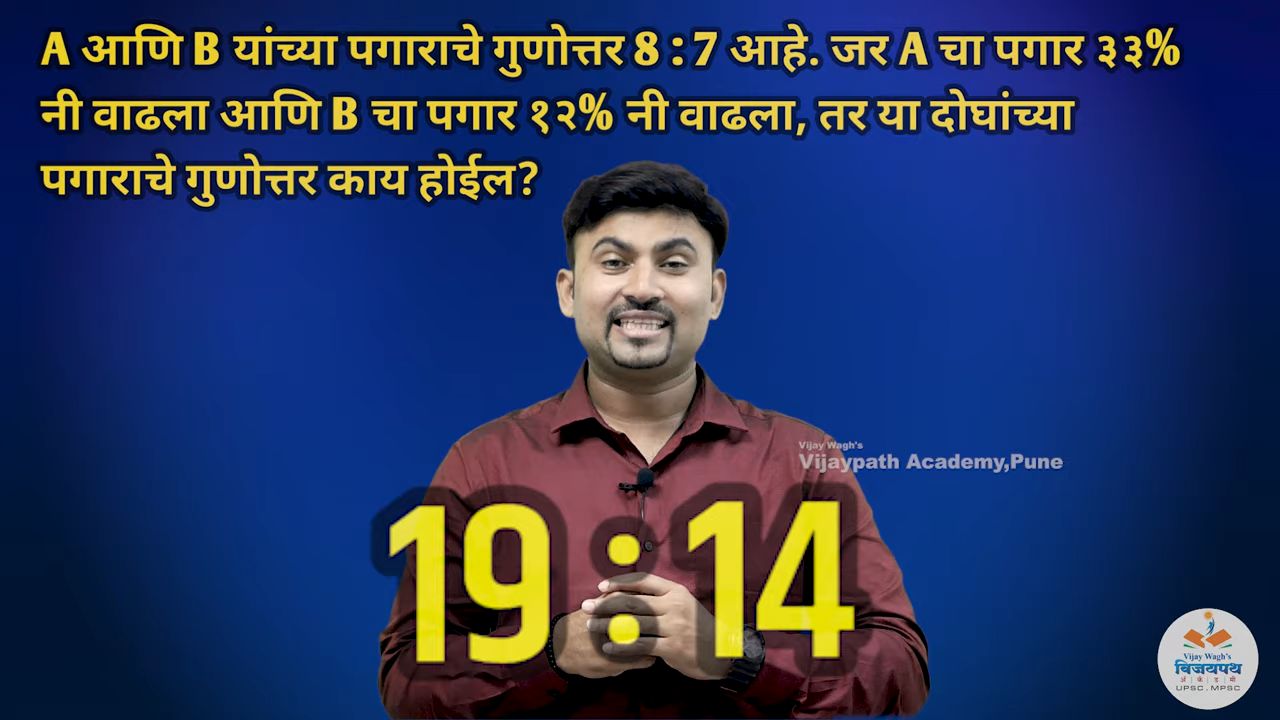 A आणि B यांच्या पगाराचे गुणोत्तर 8 : 7 आहे. जर A चा पगार ३३%
नी वाढला आणि B चा पगार १२% नी वाढला, तर या दोघांच्या
पगाराचे गुणोत्तर काय होईल?
Vijay Wagh's
Vijaypath Academy,Pune
19 : 14
Vijay Wagh's
विजयपथ
अ‍ॅ | के | ड | मी
UPSC . MPSC